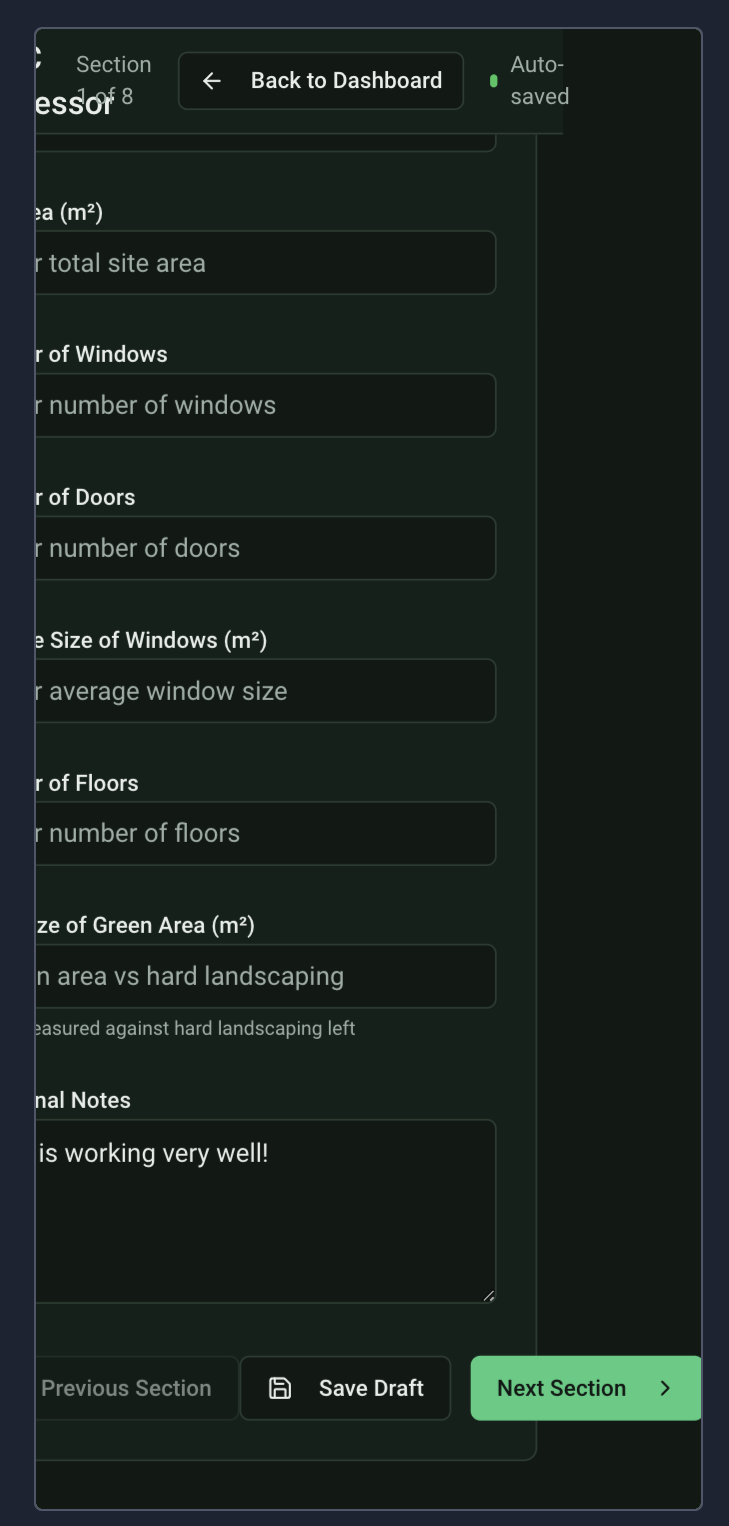 Section
1 of 8
essor
Back to Dashboard
Auto-
saved
ea (m²)
r total site area
r of Windows
r number of windows
r of Doors
r number of doors
e Size of Windows (m²)
r average window size
r of Floors
r number of floors
ze of Green Area (m²)
n area vs hard landscaping
easured against hard landscaping left
nal Notes
is working very well!
Previous Section
Save Draft
Next Section